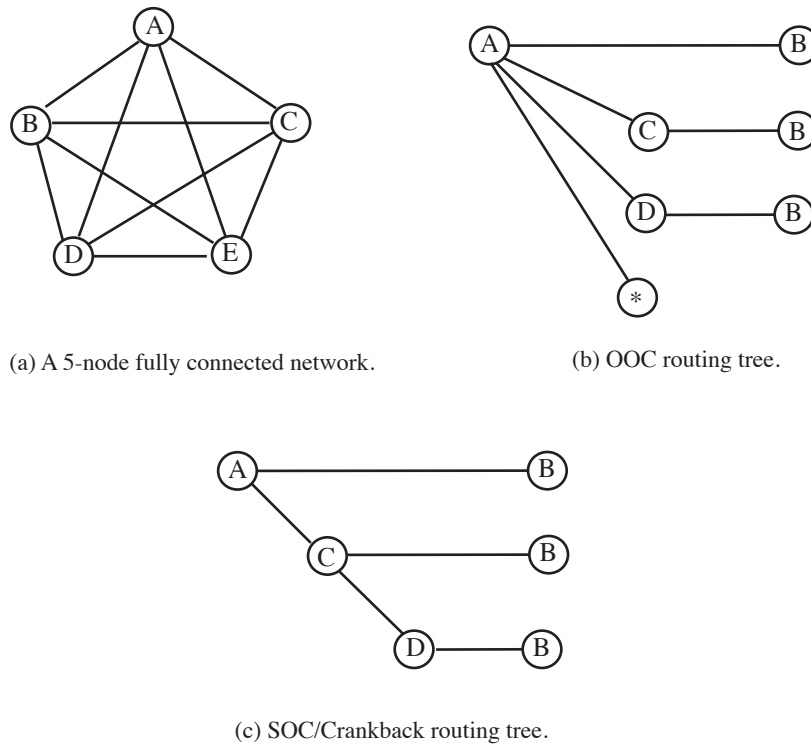 A
B
C
D
E
A
B
C
B
D
B
*
(a) A 5-node fully connected network.
(b) OOC routing tree.
A
B
C
B
D
B
(c) SOC/Crankback routing tree.